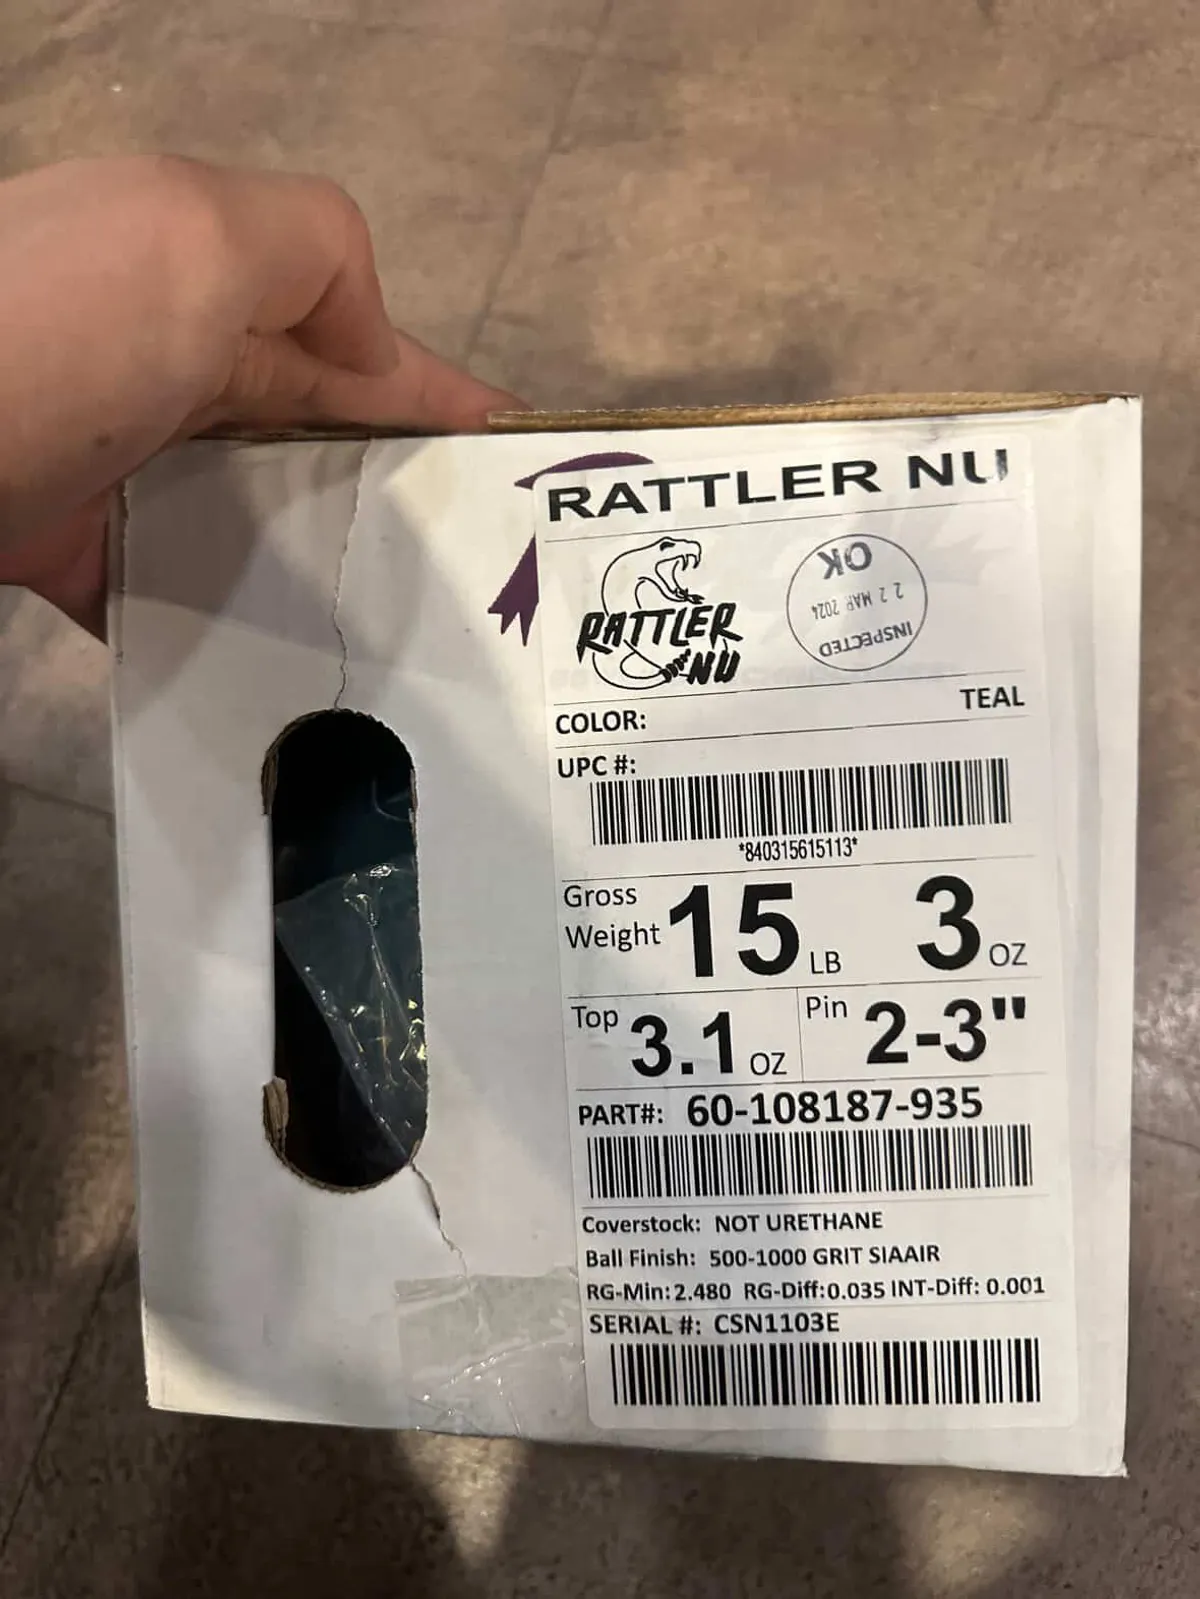 RATTLER NU
RATTLER
NU
OK
22 MAR 2024
INSPECTED
COLOR: TEAL
UPC #:
*840315615113*
Gross Weight 15 LB 3 OZ
Top 3.1 OZ Pin 2-3"
PART#: 60-108187-935
Coverstock: NOT URETHANE
Ball Finish: 500-1000 GRIT SIAAIR
RG-Min: 2.480 RG-Diff:0.035 INT-Diff: 0.001
SERIAL #: CSN1103E